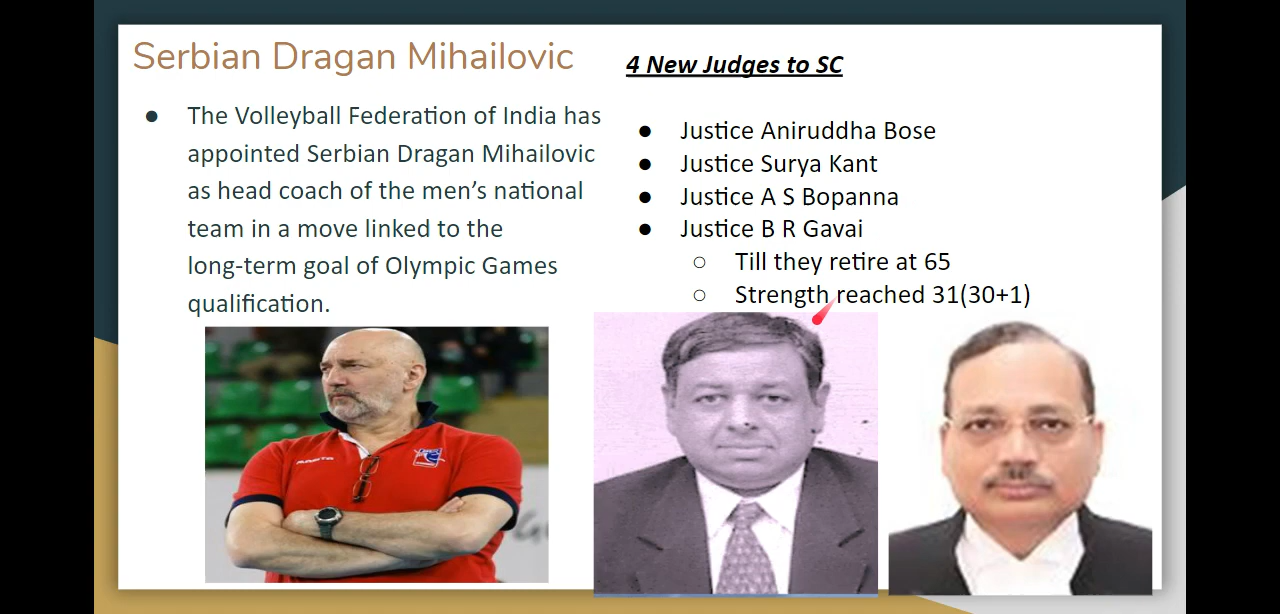 Serbian Dragan Mihailovic
● The Volleyball Federation of India has
appointed Serbian Dragan Mihailovic
as head coach of the men’s national
team in a move linked to the
long-term goal of Olympic Games
qualification.
4 New Judges to SC
● Justice Aniruddha Bose
● Justice Surya Kant
● Justice A S Bopanna
● Justice B R Gavai
○ Till they retire at 65
○ Strength reached 31(30+1)